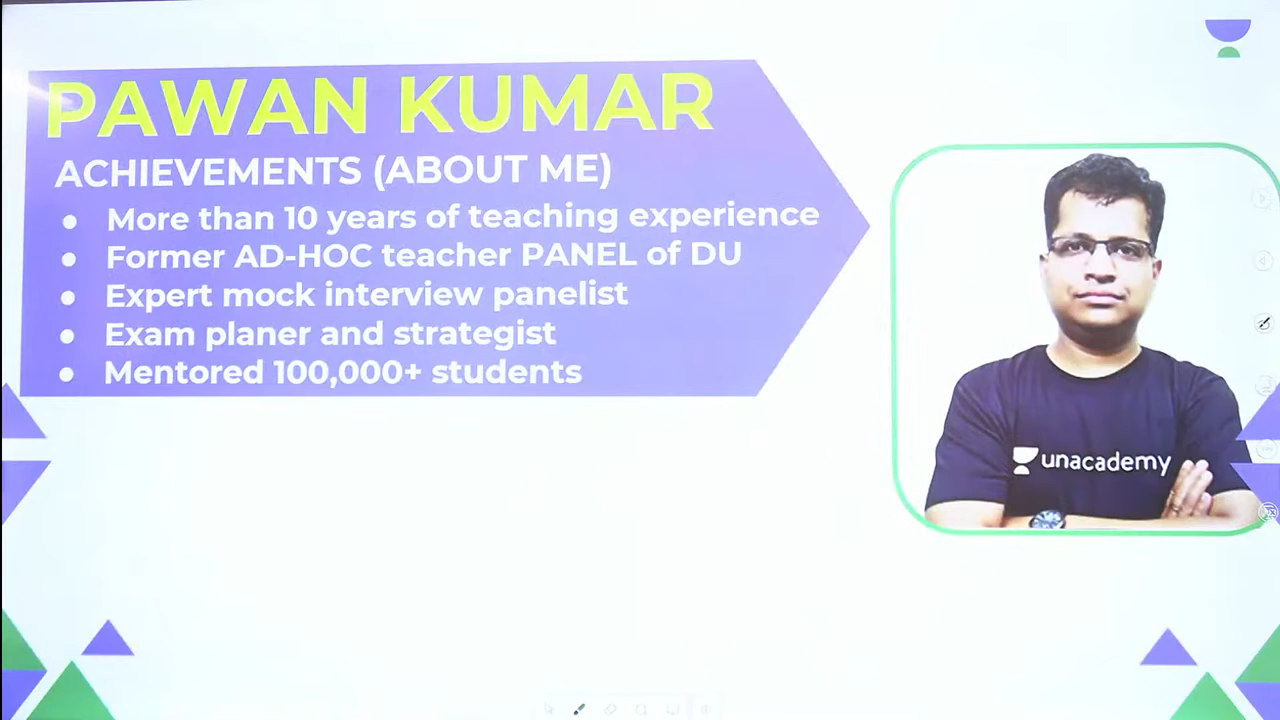 PAWAN KUMAR
ACHIEVEMENTS (ABOUT ME)
• More than 10 years of teaching experience
• Former AD-HOC teacher PANEL of DU
• Expert mock interview panelist
• Exam planer and strategist
• Mentored 100,000+ students
unacademy